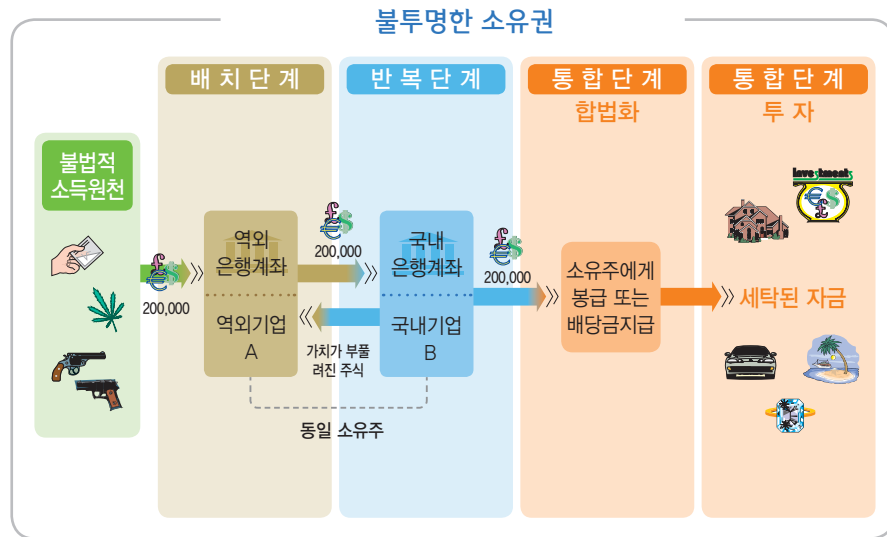 불투명한 소유권
배 치 단 계
반 복 단 계
통 합 단 계
합법화
통 합 단 계
투 자
불법적
소득원천
200,000
역외
은행계좌
역외기업
A
200,000
가치가 부풀
려진 주식
국내
은행계좌
국내기업
B
동일 소유주
200,000
소유주에게
봉급 또는
배당금지급
Investments
세탁된 자금